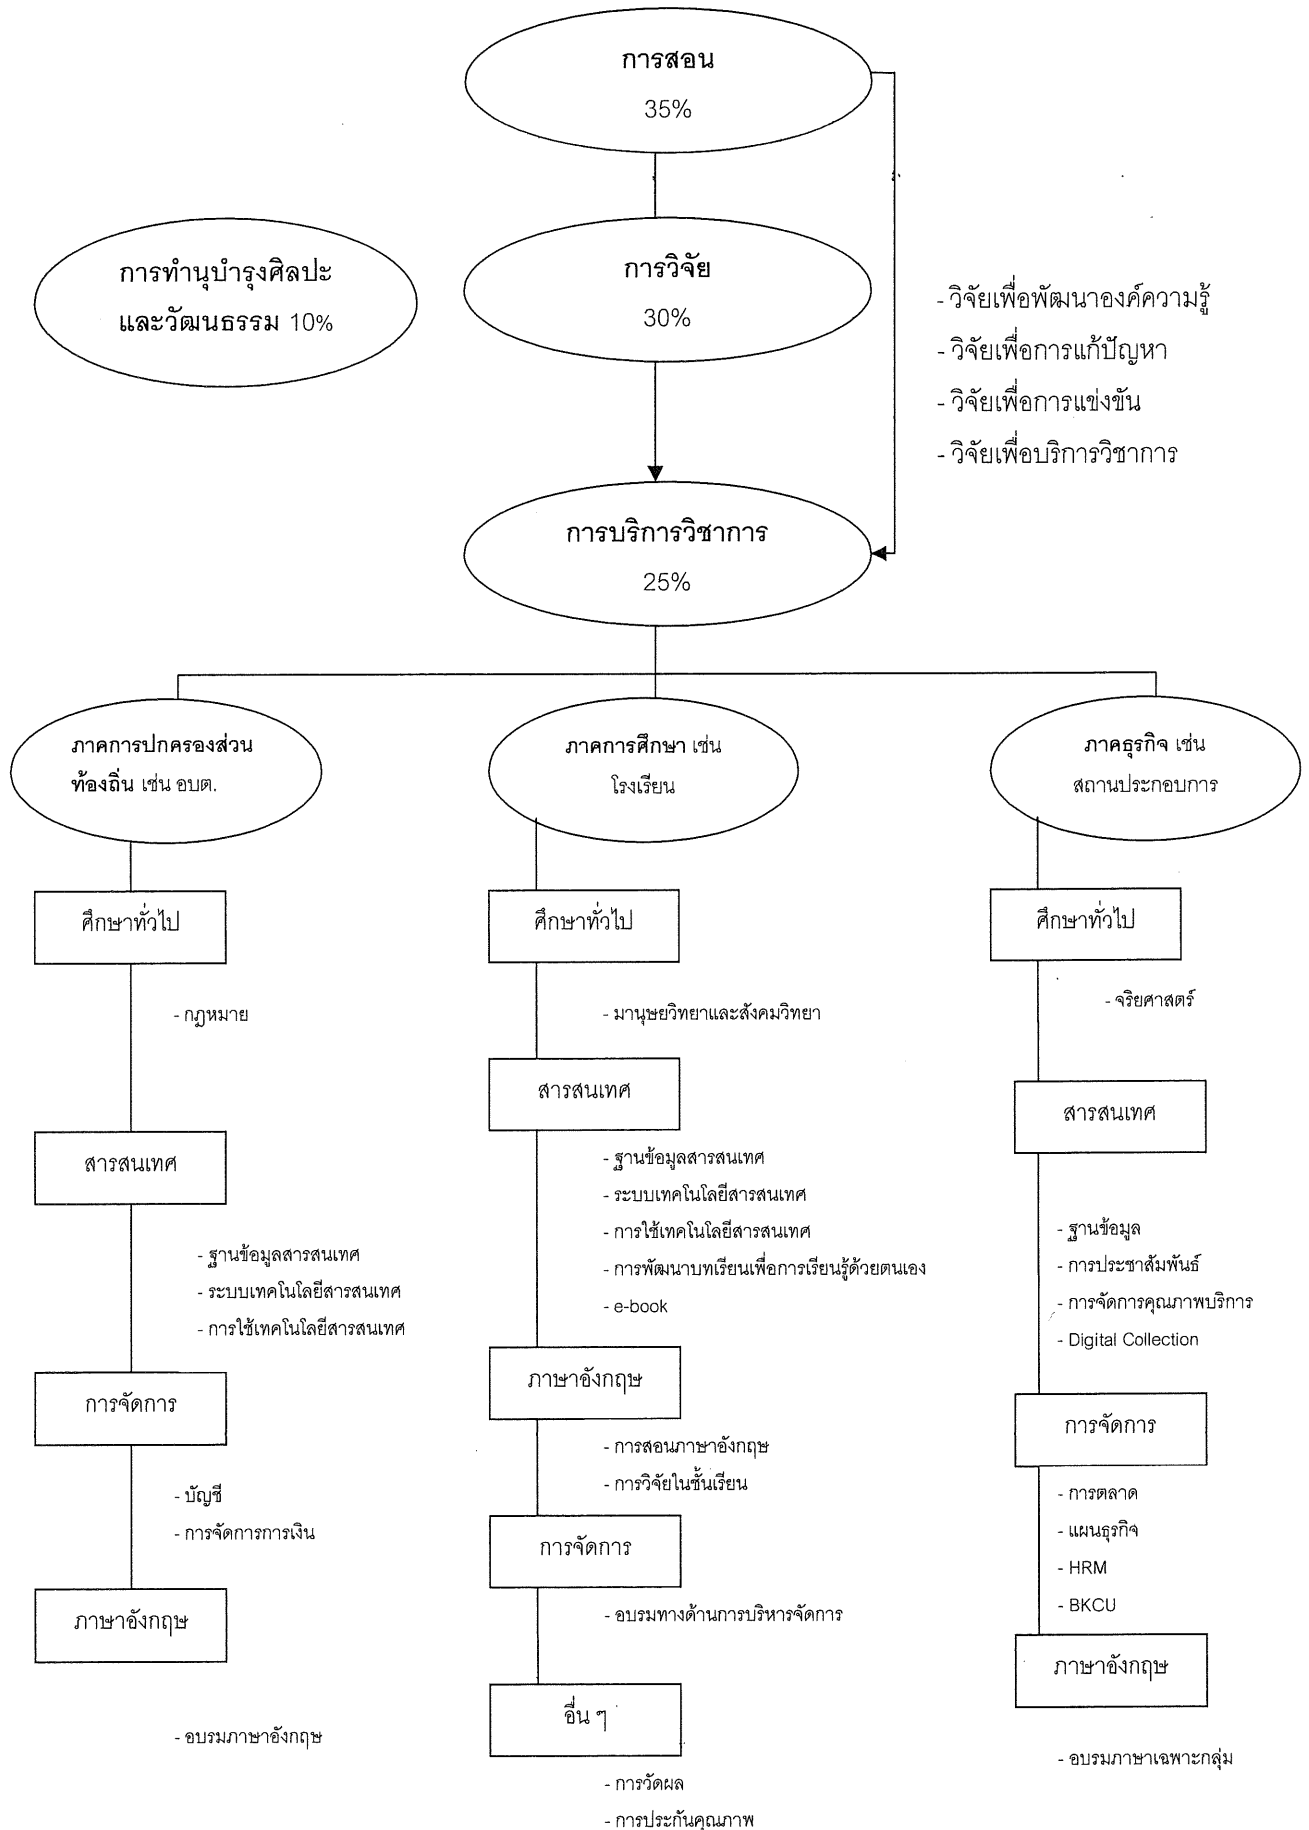 การสอน
35%
การทำนุบำรุงศิลปะ
และวัฒนธรรม 10%
การวิจัย
30%
- วิจัยเพื่อพัฒนาองค์ความรู้
- วิจัยเพื่อการแก้ปัญหา
- วิจัยเพื่อการแข่งขัน
- วิจัยเพื่อบริการวิชาการ
การบริการวิชาการ
25%
ภาคการปกครองส่วน
ท้องถิ่น เช่น อบต.
ศึกษาทั่วไป
- กฎหมาย
สารสนเทศ
- ฐานข้อมูลสารสนเทศ
- ระบบเทคโนโลยีสารสนเทศ
- การใช้เทคโนโลยีสารสนเทศ
การจัดการ
- บัญชี
- การจัดการการเงิน
ภาษาอังกฤษ
- อบรมภาษาอังกฤษ
ภาคการศึกษา เช่น
โรงเรียน
ศึกษาทั่วไป
- มานุษยวิทยาและสังคมวิทยา
สารสนเทศ
- ฐานข้อมูลสารสนเทศ
- ระบบเทคโนโลยีสารสนเทศ
- การใช้เทคโนโลยีสารสนเทศ
- การพัฒนาบทเรียนเพื่อการเรียนรู้ด้วยตนเอง
- e-book
ภาษาอังกฤษ
- การสอนภาษาอังกฤษ
- การวิจัยในชั้นเรียน
การจัดการ
- อบรมทางด้านการบริหารจัดการ
อื่น ๆ
- การวัดผล
- การประกันคุณภาพ
ภาคธุรกิจ เช่น
สถานประกอบการ
ศึกษาทั่วไป
- จริยศาสตร์
สารสนเทศ
- ฐานข้อมูล
- การประชาสัมพันธ์
- การจัดการคุณภาพบริการ
- Digital Collection
การจัดการ
- การตลาด
- แผนธุรกิจ
- HRM
- BKCU
ภาษาอังกฤษ
- อบรมภาษาเฉพาะกลุ่ม